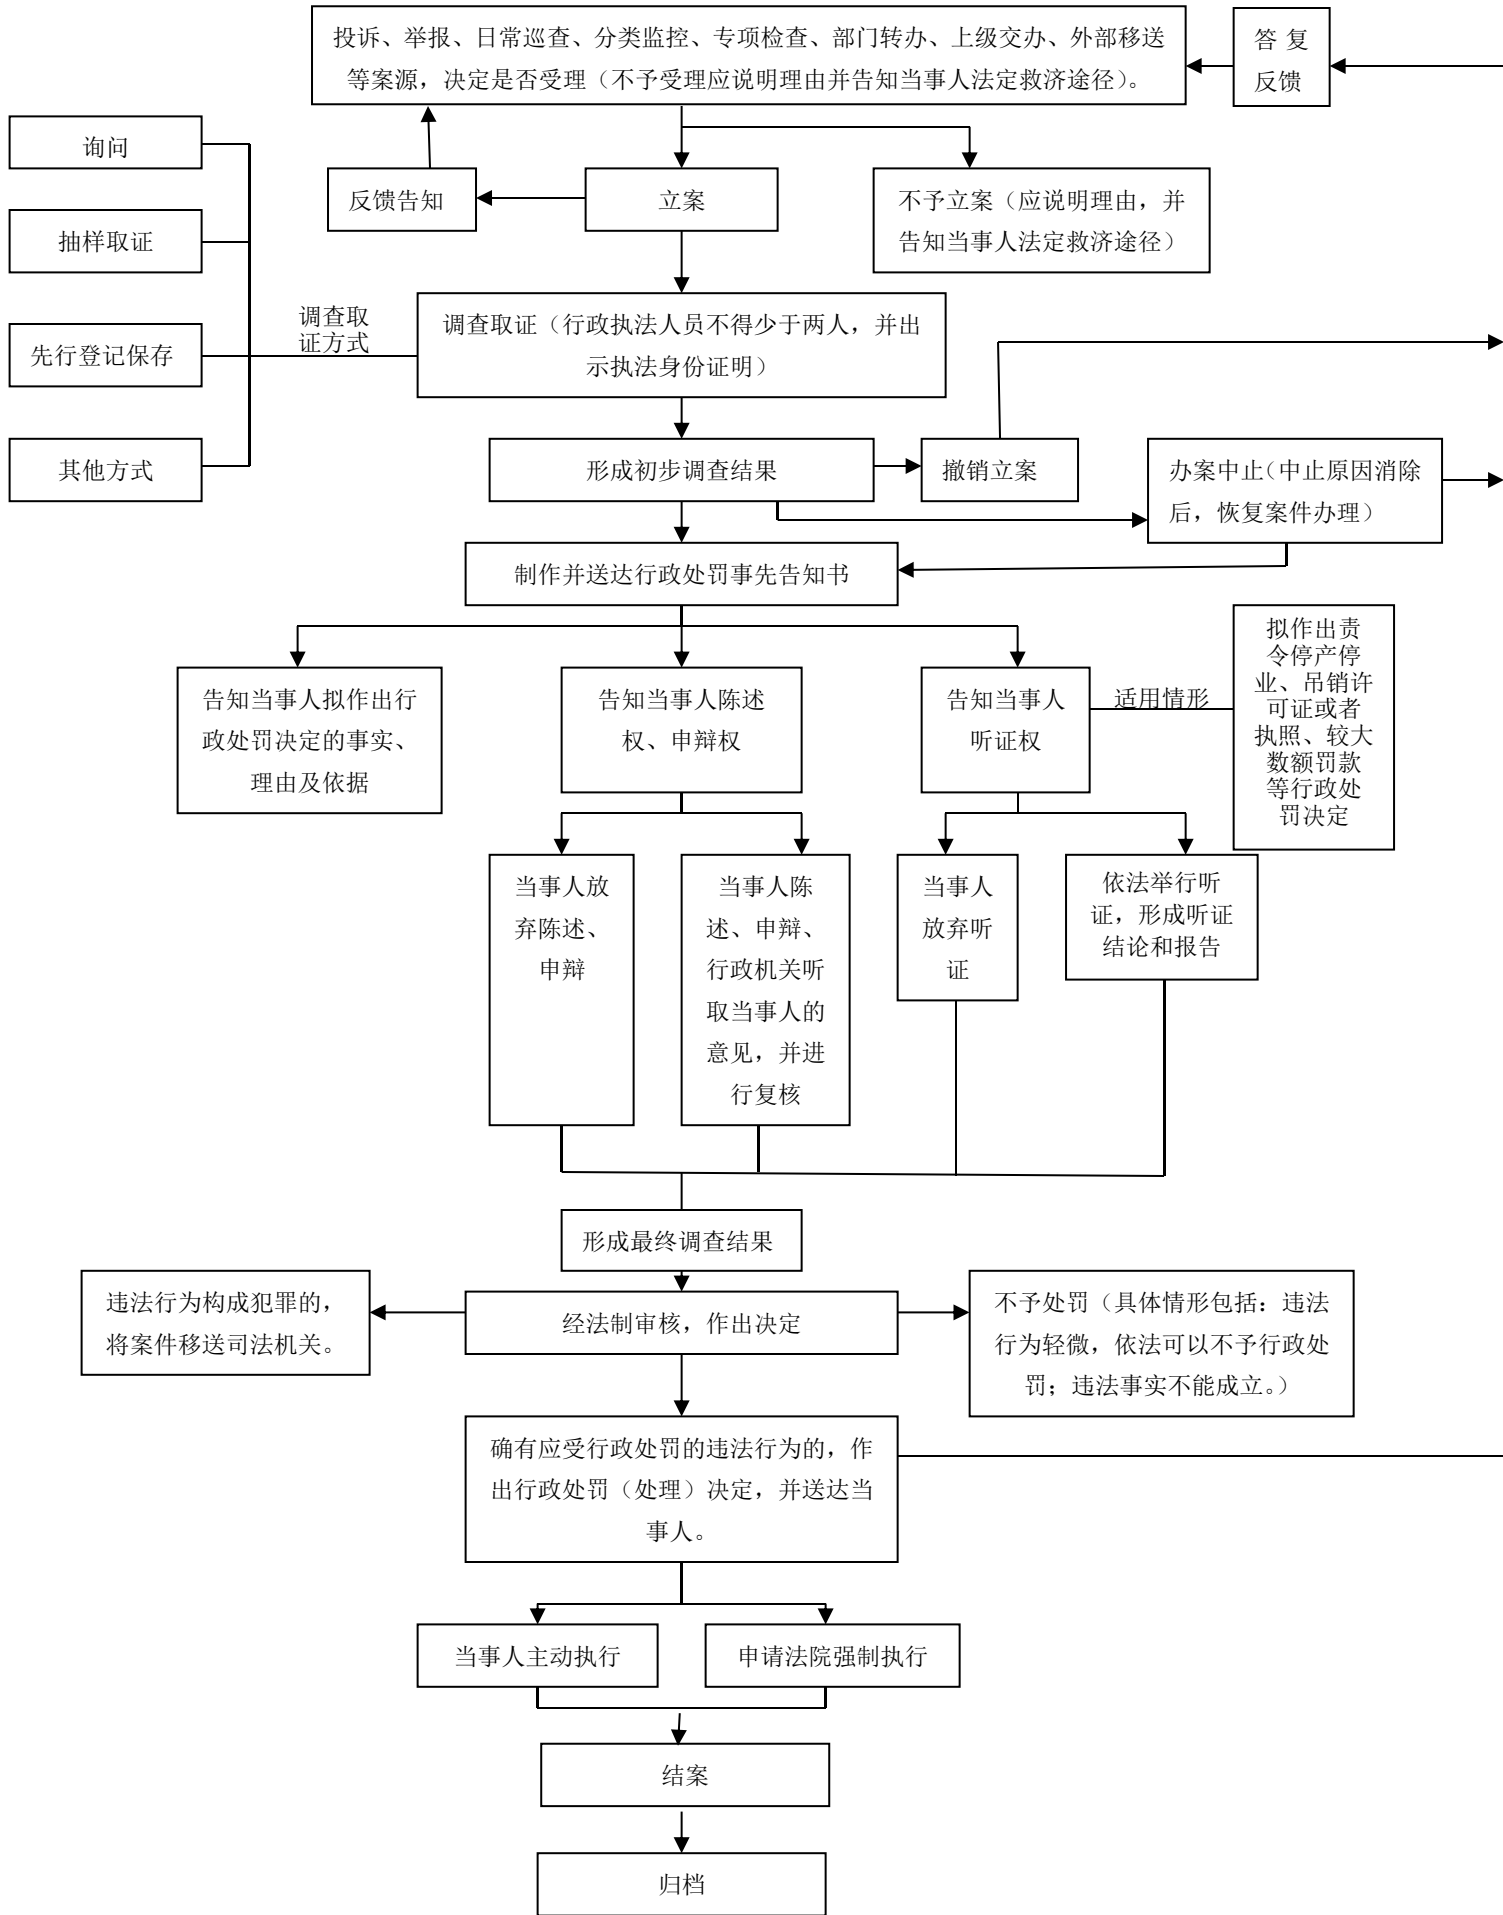 投诉、举报、日常巡查、分类监控、专项检查、部门转办、上级交办、外部移送
等案源，决定是否受理（不予受理应说明理由并告知当事人法定救济途径）。
答 复
反馈
询问
抽样取证
先行登记保存
其他方式
反馈告知
立案
不予立案（应说明理由，并
告知当事人法定救济途径）
调查取
证方式
调查取证（行政执法人员不得少于两人，并出
示执法身份证明）
形成初步调查结果
撤销立案
办案中止（中止原因消除
后，恢复案件办理）
制作并送达行政处罚事先告知书
告知当事人拟作出行
政处罚决定的事实、
理由及依据
告知当事人陈述
权、申辩权
告知当事人
听证权
适用情形
拟作出责
令停产停
业、吊销许
可证或者
执照、较大
数额罚款
等行政处
罚决定
当事人放
弃陈述、
申辩
当事人陈
述、申辩、
行政机关听
取当事人的
意见，并进
行复核
当事人
放弃听
证
依法举行听
证，形成听证
结论和报告
形成最终调查结果
违法行为构成犯罪的，
将案件移送司法机关。
经法制审核，作出决定
不予处罚（具体情形包括：违法
行为轻微，依法可以不予行政处
罚；违法事实不能成立。）
确有应受行政处罚的违法行为的，作
出行政处罚（处理）决定，并送达当
事人。
当事人主动执行
申请法院强制执行
结案
归档